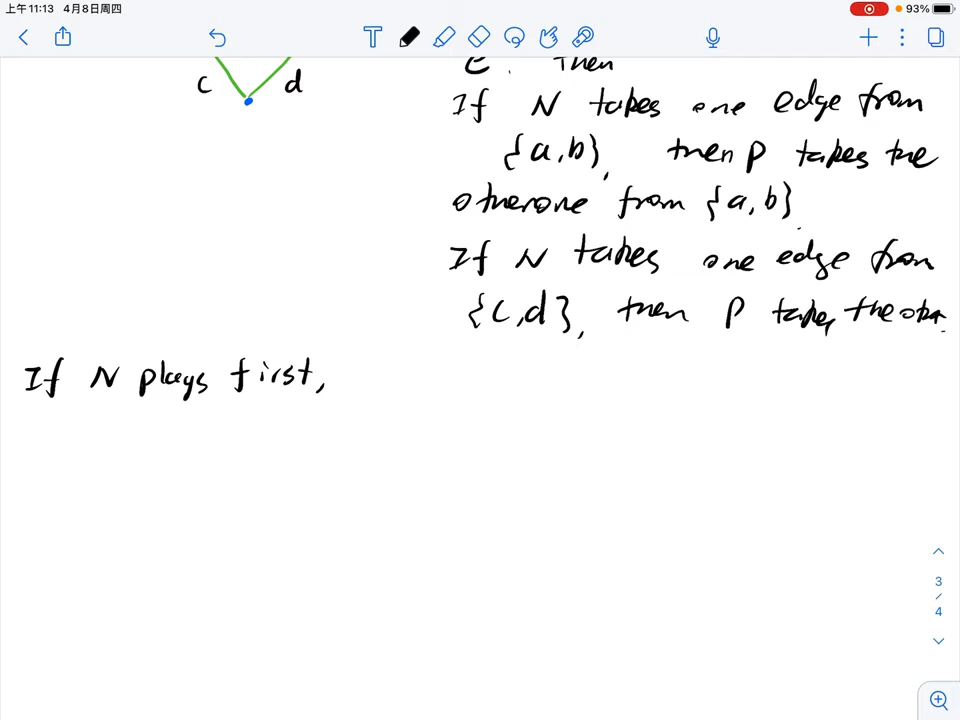 上午11:13 4月8日周四
93%
c d
e. then
If N takes one edge from
{a,b}, then P takes the
otherone from {a,b}.
If N takes one edge from
{c,d}, then P takes the
If N plays first,
3
/
4